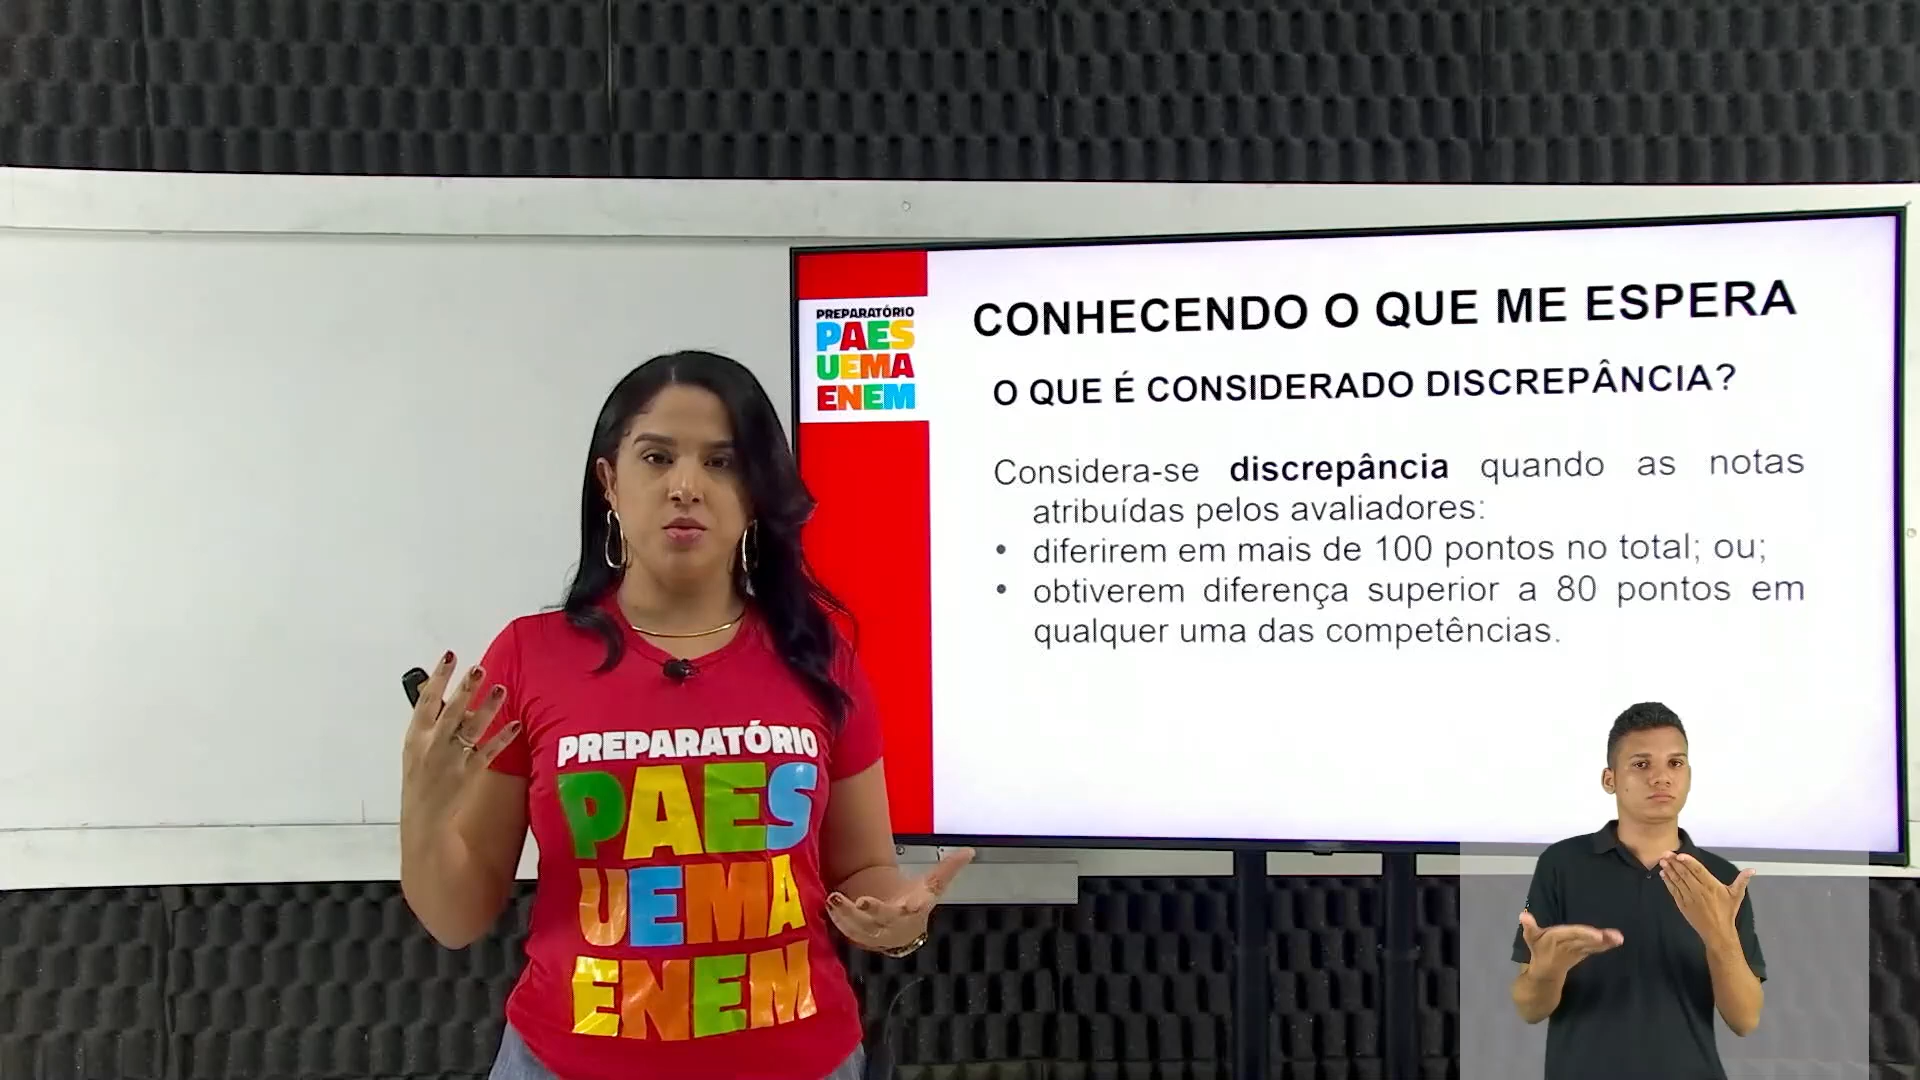 CONHECENDO O QUE ME ESPERA
PREPARATÓRIO
PAES
UEMA
ENEM
O QUE É CONSIDERADO DISCREPÂNCIA?
Considera-se discrepância quando as notas
atribuídas pelos avaliadores:
• diferirem em mais de 100 pontos no total; ou;
• obtiverem diferença superior a 80 pontos em
qualquer uma das competências.
PREPARATÓRIO
PAES
UEMA
ENEM